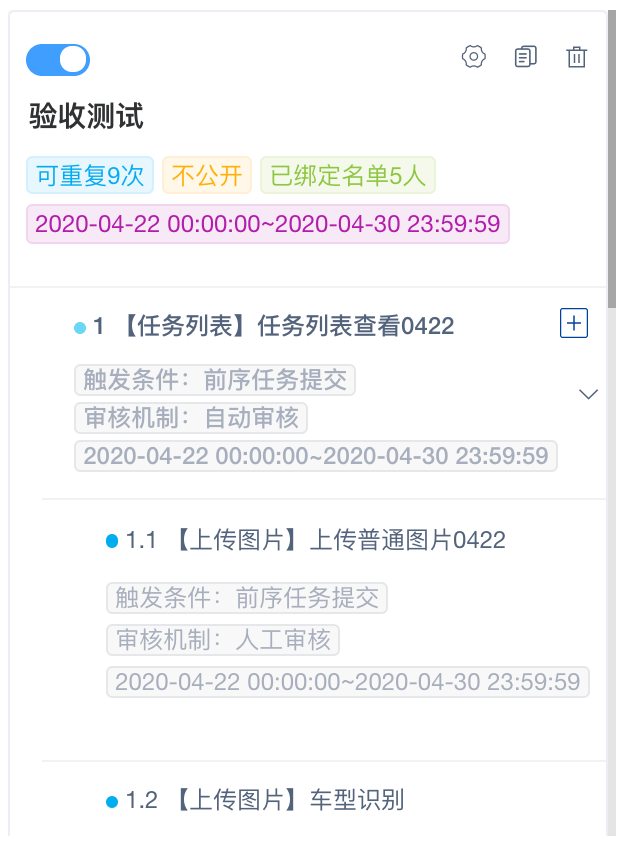 验收测试
可重复9次 不公开 已绑定名单5人
2020-04-22 00:00:00~2020-04-30 23:59:59
1 【任务列表】任务列表查看0422
触发条件：前序任务提交
审核机制：自动审核
2020-04-22 00:00:00~2020-04-30 23:59:59
1.1 【上传图片】上传普通图片0422
触发条件：前序任务提交
审核机制：人工审核
2020-04-22 00:00:00~2020-04-30 23:59:59
1.2 【上传图片】车型识别